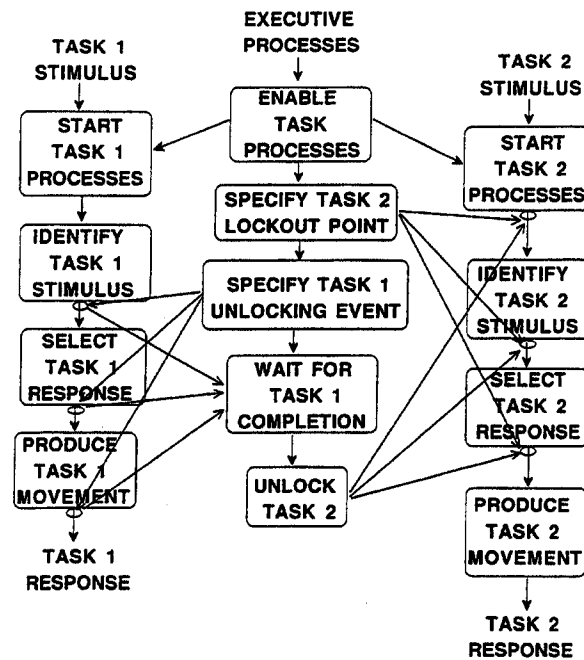 TASK 1
STIMULUS
START
TASK 1
PROCESSES
IDENTIFY
TASK 1
STIMULUS
SELECT
TASK 1
RESPONSE
PRODUCE
TASK 1
MOVEMENT
TASK 1
RESPONSE
EXECUTIVE
PROCESSES
ENABLE
TASK
PROCESSES
SPECIFY TASK 2
LOCKOUT POINT
SPECIFY TASK 1
UNLOCKING EVENT
WAIT FOR
TASK 1
COMPLETION
UNLOCK
TASK 2
TASK 2
STIMULUS
START
TASK 2
PROCESSES
IDENTIFY
TASK 2
STIMULUS
SELECT
TASK 2
RESPONSE
PRODUCE
TASK 2
MOVEMENT
TASK 2
RESPONSE